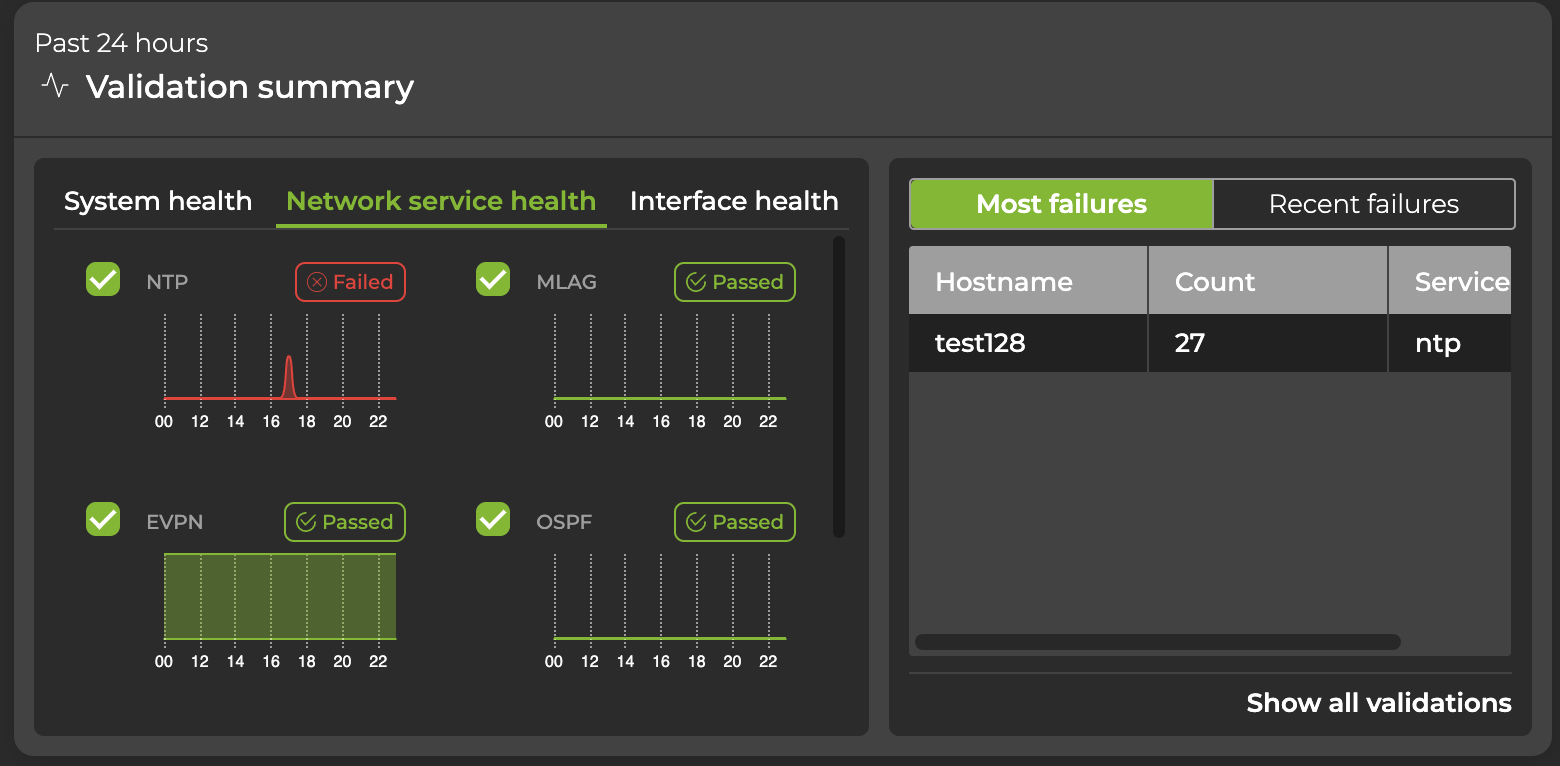 Past 24 hours
Validation summary
System health Network service health Interface health
NTP Failed
00 12 14 16 18 20 22
MLAG Passed
00 12 14 16 18 20 22
EVPN Passed
00 12 14 16 18 20 22
OSPF Passed
00 12 14 16 18 20 22
Most failures Recent failures
Hostname Count Service
test128 27 ntp
Show all validations